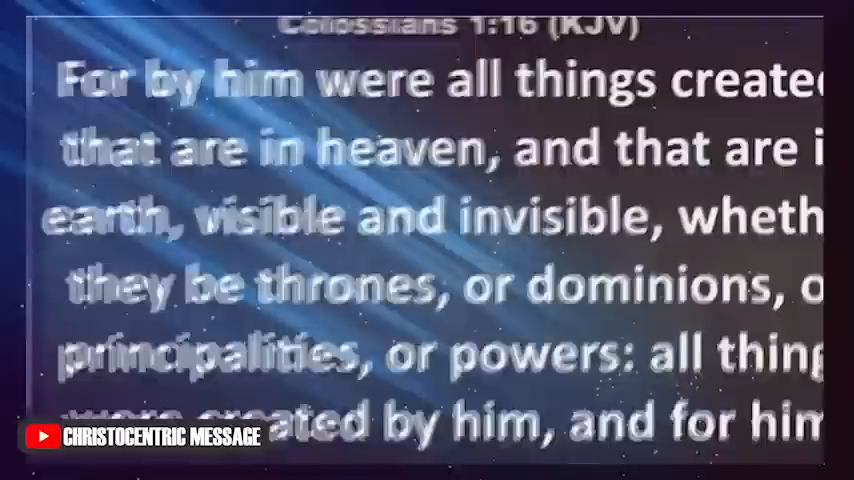 Colossians 1:16 (KJV)
For by him were all things create
that are in heaven, and that are i
earth, visible and invisible, wheth
they be thrones, or dominions, o
principalities, or powers: all thing
were created by him, and for him
CHRISTOCENTRIC MESSAGE